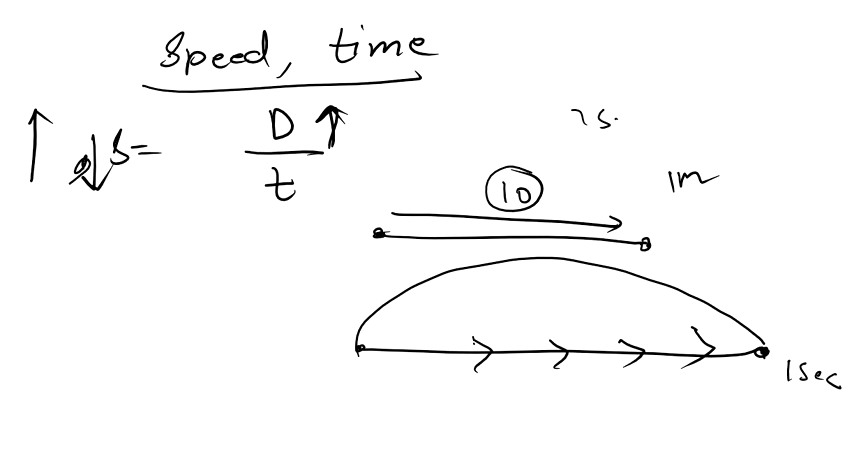 Speed, time
S = D
t
1m
10
1sec